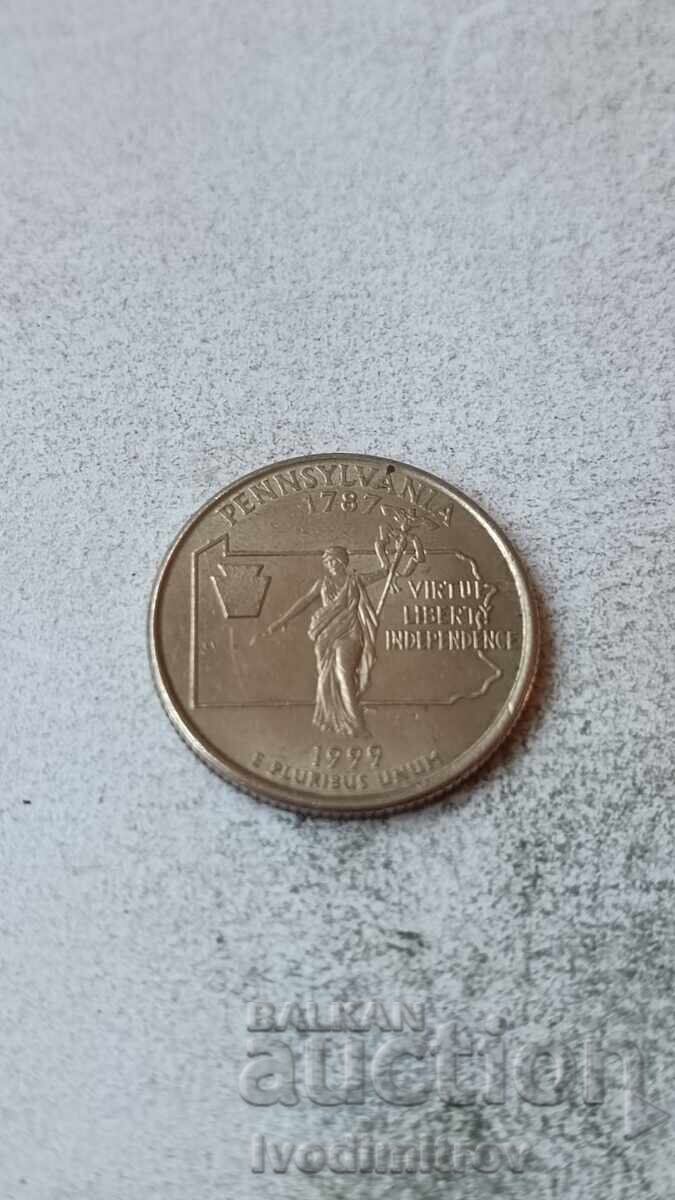 PENNSYLVANIA
1787
VIRTUE
LIBERTY
INDEPENDENCE
1999
E PLURIBUS UNUM
BALKAN
auction
Ivodimitrov